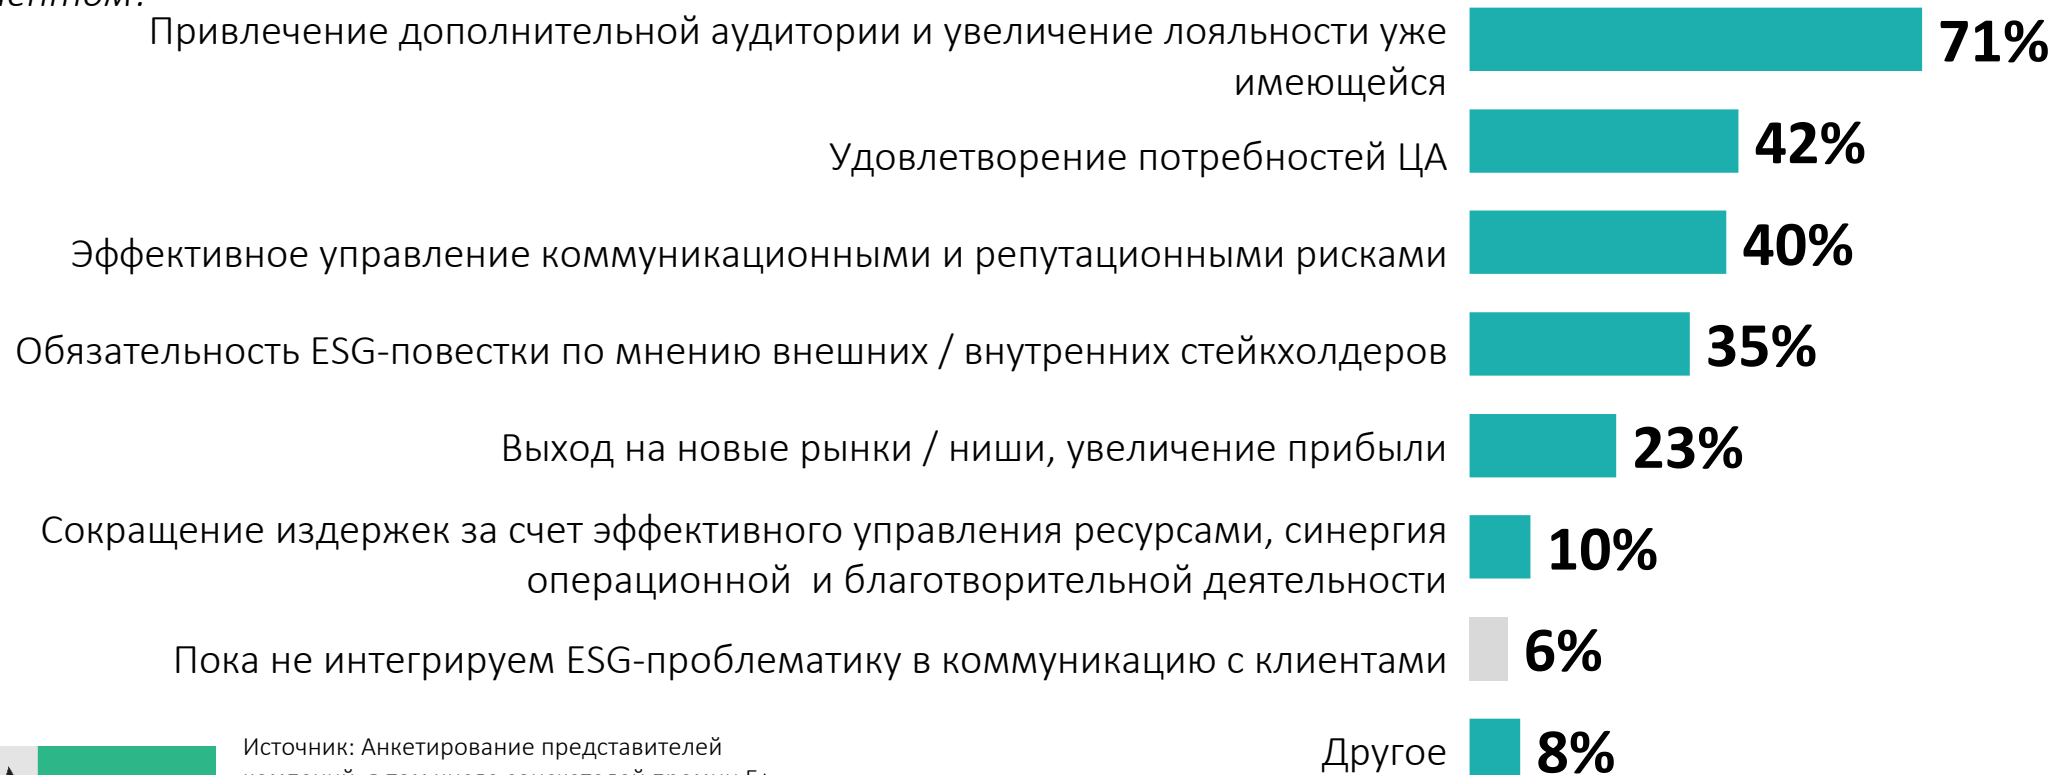 Привлечение дополнительной аудитории и увеличение лояльности уже
имеющейся
71%
Удовлетворение потребностей ЦА
42%
Эффективное управление коммуникационными и репутационными рисками
40%
Обязательность ESG-повестки по мнению внешних / внутренних стейкхолдеров
35%
Выход на новые рынки / ниши, увеличение прибыли
23%
Сокращение издержек за счет эффективного управления ресурсами, синергия
операционной и благотворительной деятельности
10%
Пока не интегрируем ESG-проблематику в коммуникацию с клиентами
6%
Другое
8%
Источник: Анкетирование представителей